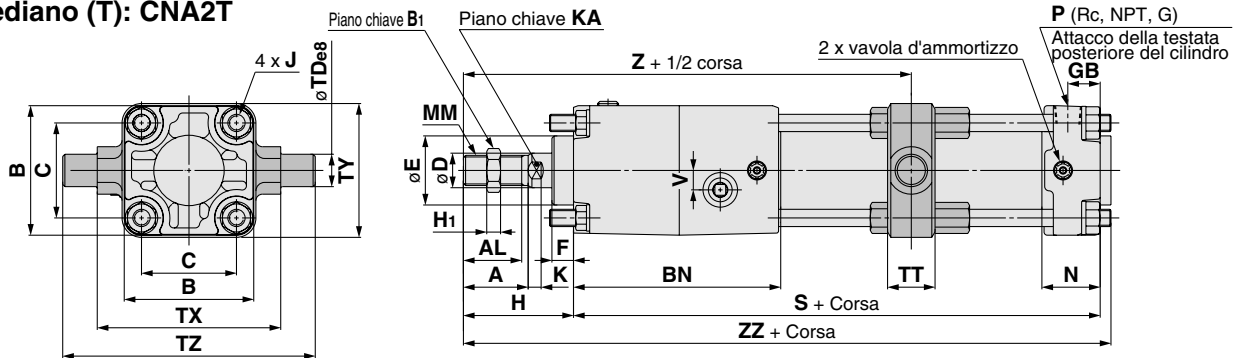 ediano (T): CNA2T
Piano chiave B1
Piano chiave KA
P (Rc, NPT, G)
Attacco della testata
posteriore del cilindro
2 x vavola d'ammortizzo
GB
Z + 1/2 corsa
4 x J
ø TDe8
MM
B
C
TY
øE
øD
V
H1
AL
F
A
K
BN
TT
N
C
B
H
S + Corsa
TX
TZ
ZZ + Corsa